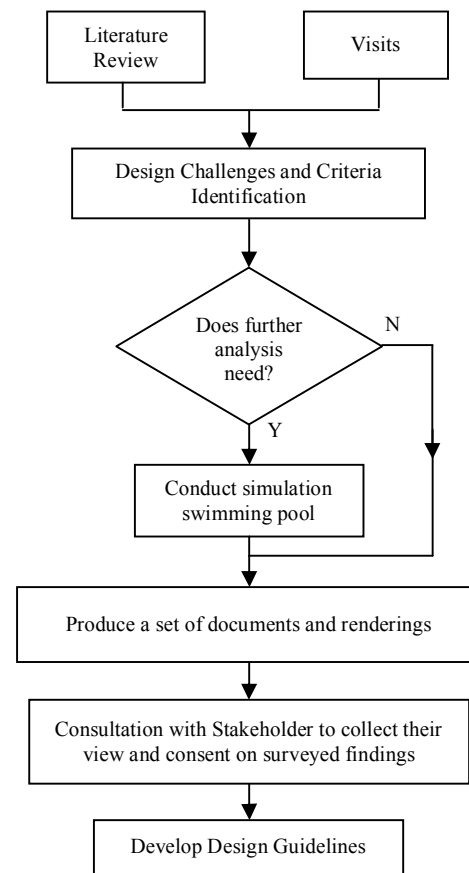 Literature
Review
Visits
Design Challenges and Criteria
Identification
Does further
analysis
need?
N
Y
Conduct simulation
swimming pool
Produce a set of documents and renderings
Consultation with Stakeholder to collect their
view and consent on surveyed findings
Develop Design Guidelines